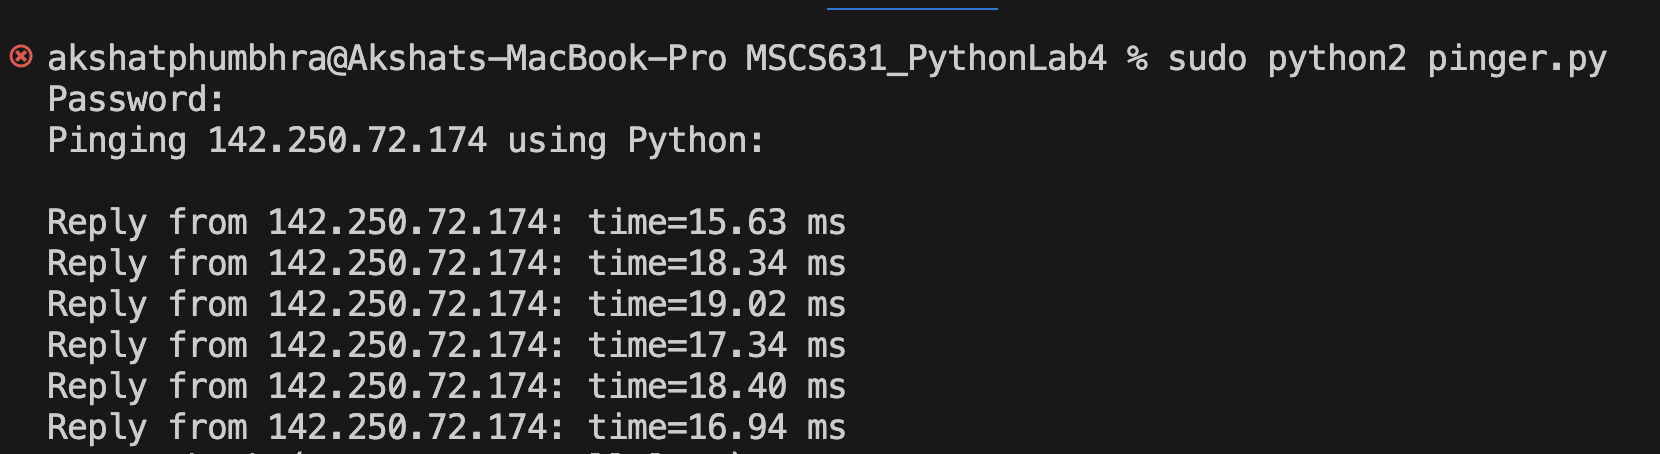 akshatphumbhra@Akshats-MacBook-Pro MSCS631_PythonLab4 % sudo python2 pinger.py
Password:
Pinging 142.250.72.174 using Python:
Reply from 142.250.72.174: time=15.63 ms
Reply from 142.250.72.174: time=18.34 ms
Reply from 142.250.72.174: time=19.02 ms
Reply from 142.250.72.174: time=17.34 ms
Reply from 142.250.72.174: time=18.40 ms
Reply from 142.250.72.174: time=16.94 ms